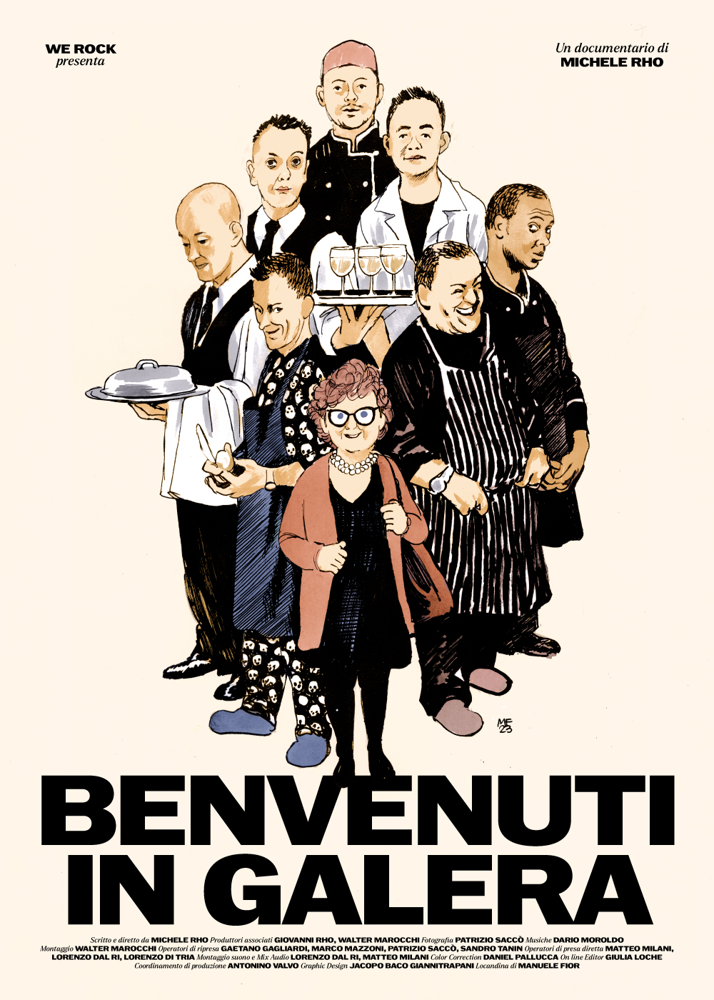 WE ROCK
presenta
Un documentario di
MICHELE RHO
ME
23
BENVENUTI
IN GALERA
Scritto e diretto da MICHELE RHO Produttori associati GIOVANNI RHO, WALTER MAROCCHI Fotografia PATRIZIO SACCÒ Musiche DARIO MOROLDO
Montaggio WALTER MAROCCHI Operatori di ripresa GAETANO GAGLIARDI, MARCO MAZZONI, PATRIZIO SACCÒ, SANDRO TANIN Operatori di presa diretta MATTEO MILANI,
LORENZO DAL RI, LORENZO DI TRIA Montaggio suono e Mix Audio LORENZO DAL RI, MATTEO MILANI Color Correction DANIEL PALLUCCA On line Editor GIULIA LOCHE
Coordinamento di produzione ANTONINO VALVO Graphic Design JACOPO BACO GIANNITRAPANI Locandina di MANUELE FIOR